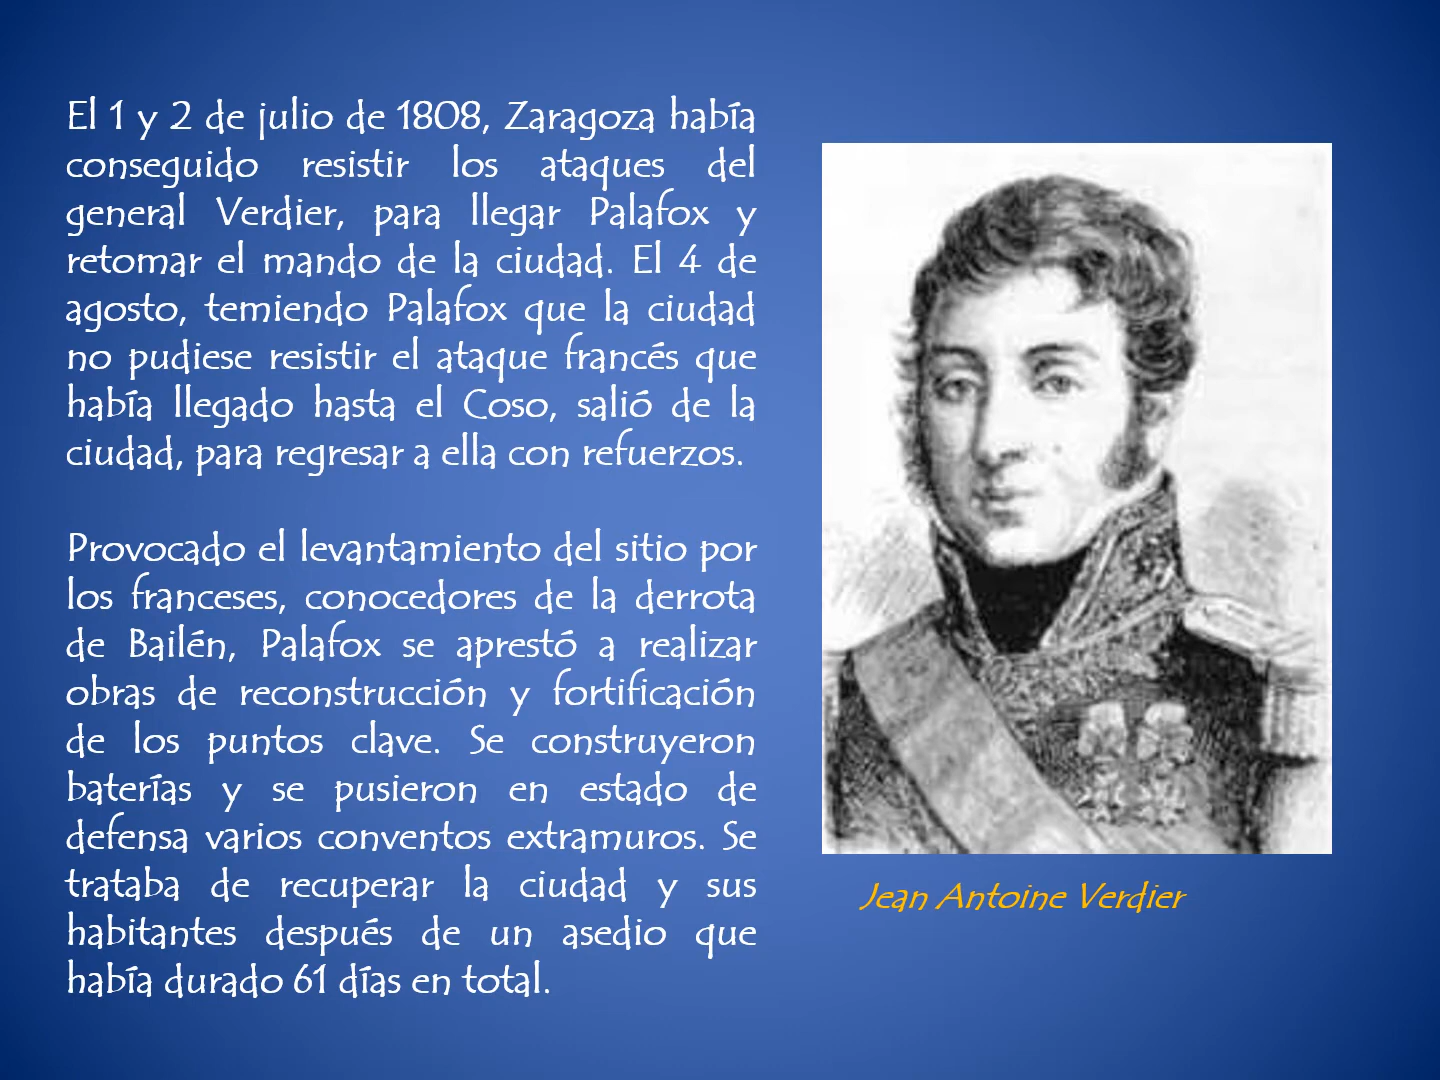 El 1 y 2 de julio de 1808, Zaragoza había
conseguido resistir los ataques del
general Verdier, para llegar Palafox y
retomar el mando de la ciudad. El 4 de
agosto, temiendo Palafox que la ciudad
no pudiese resistir el ataque francés que
había llegado hasta el Coso, salió de la
ciudad, para regresar a ella con refuerzos.
Provocado el levantamiento del sitio por
los franceses, conocedores de la derrota
de Bailén, Palafox se aprestó a realizar
obras de reconstrucción y fortificación
de los puntos clave. Se construyeron
baterías y se pusieron en estado de
defensa varios conventos extramuros. Se
trataba de recuperar la ciudad y sus
habitantes después de un asedio que
había durado 61 días en total.
Jean Antoine Verdier